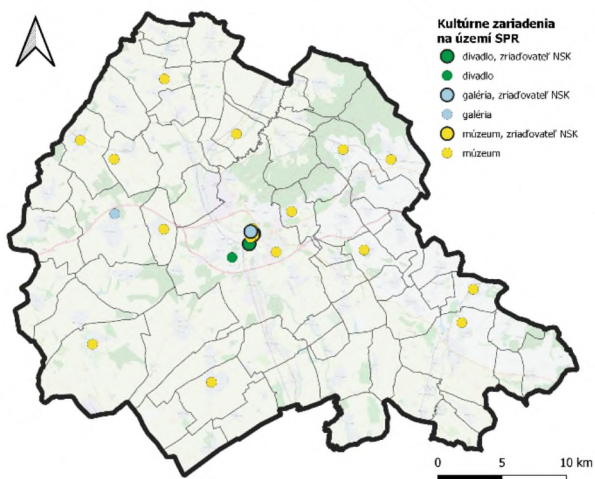 Kultúrne zariadenia
na území SPR
divadlo, zriaďovateľ NSK
divadlo
galéria, zriaďovateľ NSK
galéria
múzeum, zriaďovateľ NSK
múzeum
0 5 10 km